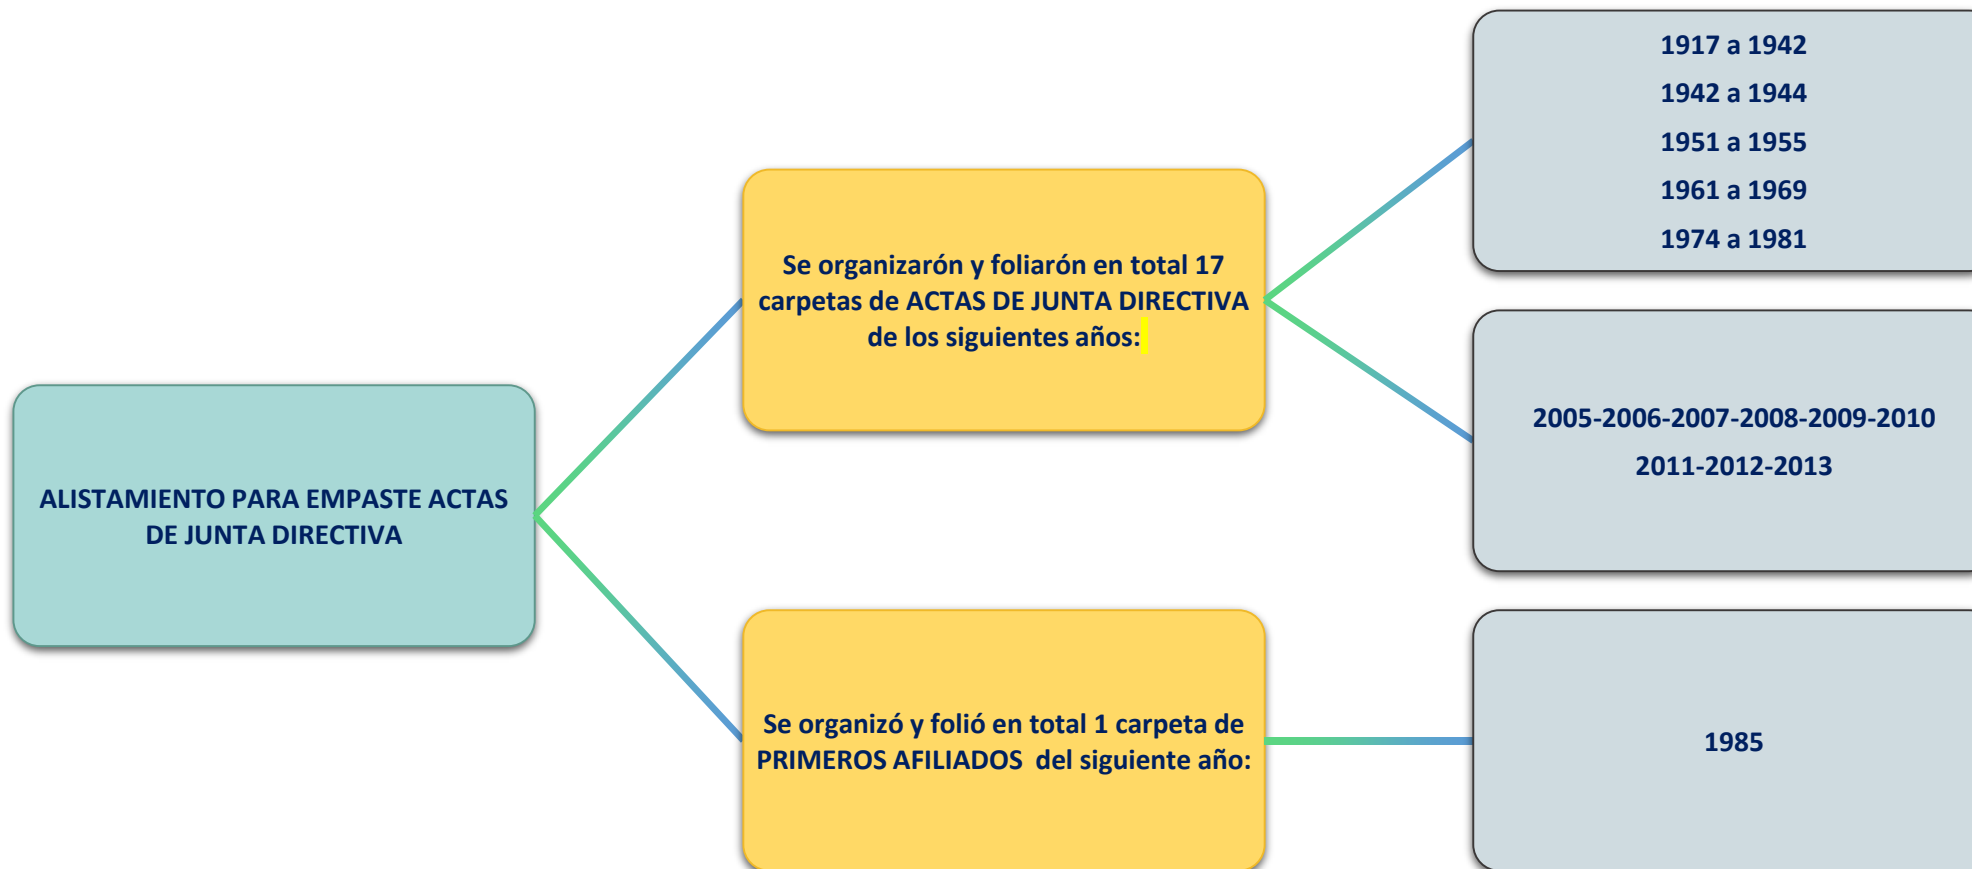 ALISTAMIENTO PARA EMPASTE ACTAS
DE JUNTA DIRECTIVA
Se organizarón y foliarón en total 17
carpetas de ACTAS DE JUNTA DIRECTIVA
de los siguientes años:
1917 a 1942
1942 a 1944
1951 a 1955
1961 a 1969
1974 a 1981
2005-2006-2007-2008-2009-2010
2011-2012-2013
Se organizó y folió en total 1 carpeta de
PRIMEROS AFILIADOS  del siguiente año:
1985